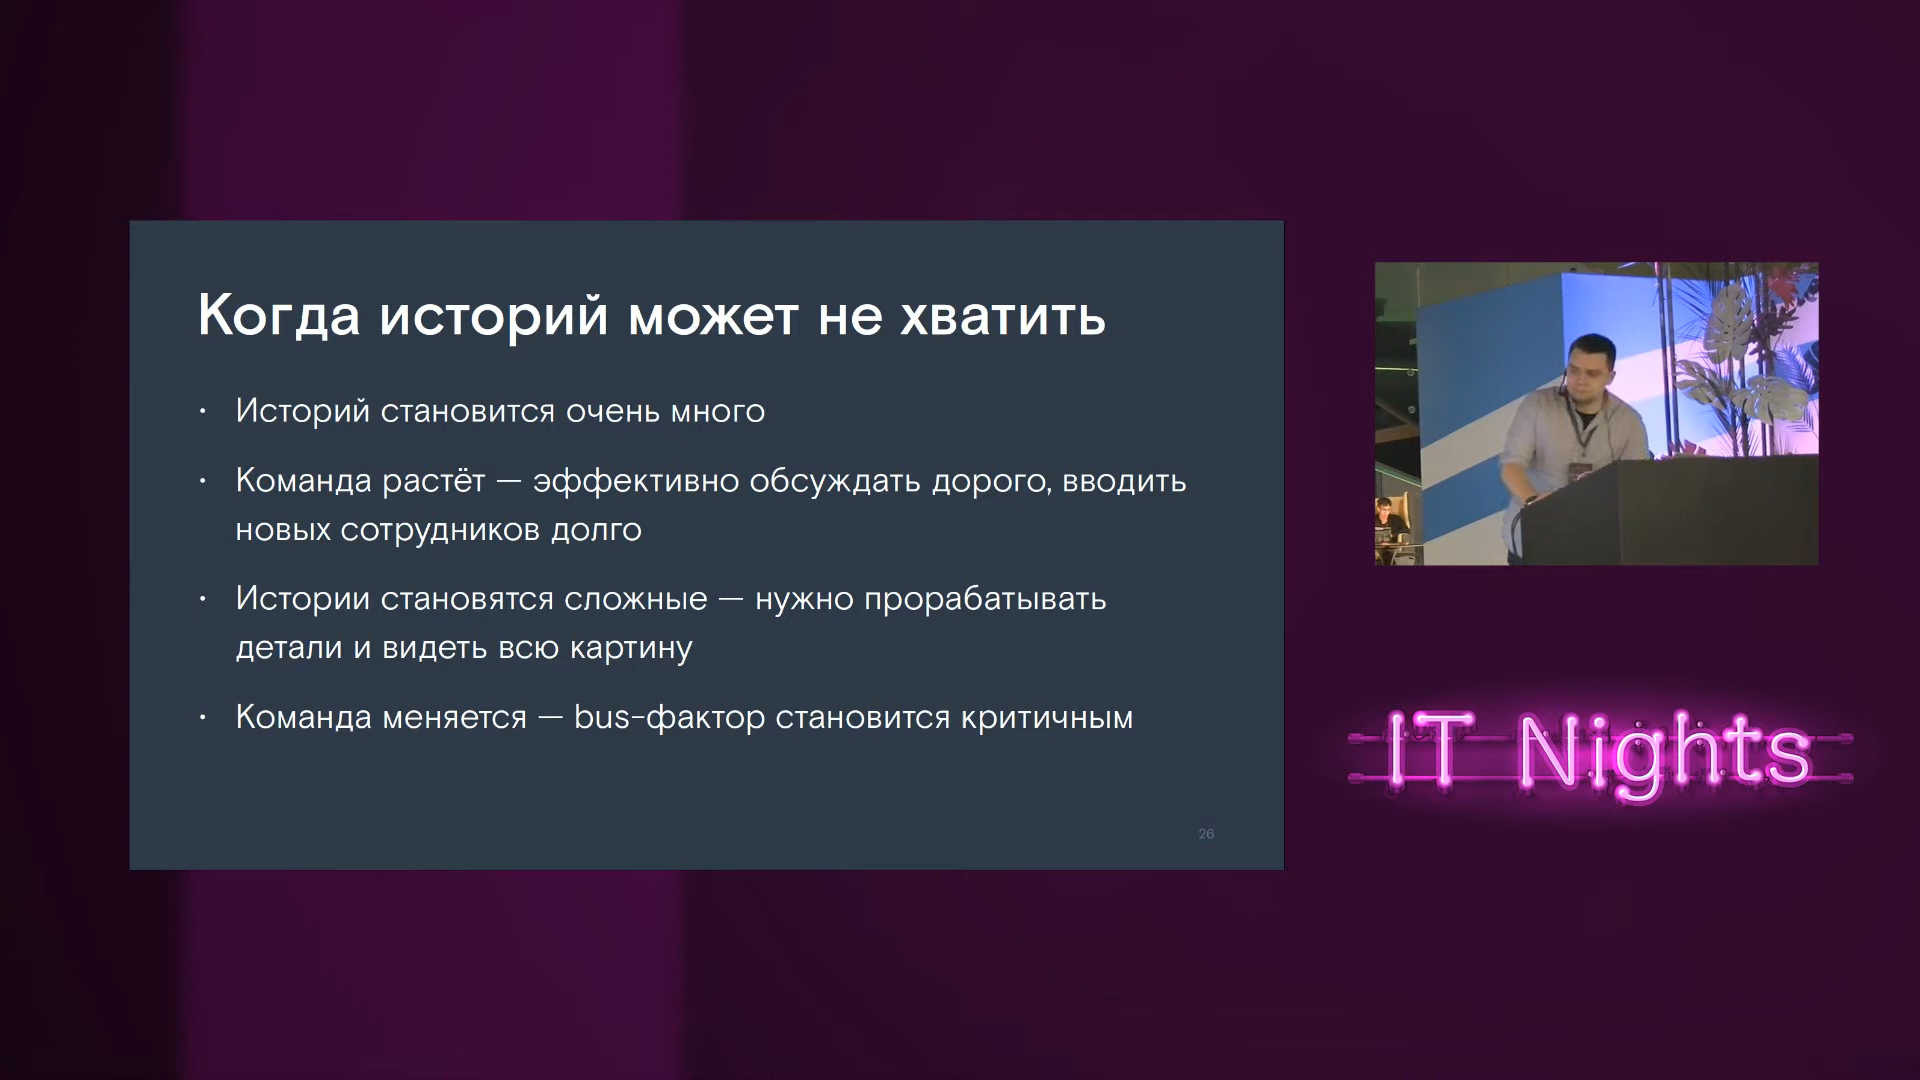 Когда историй может не хватить
• Историй становится очень много
• Команда растёт — эффективно обсуждать дорого, вводить
новых сотрудников долго
• Истории становятся сложные — нужно прорабатывать
детали и видеть всю картину
• Команда меняется — bus-фактор становится критичным
26
IT Nights